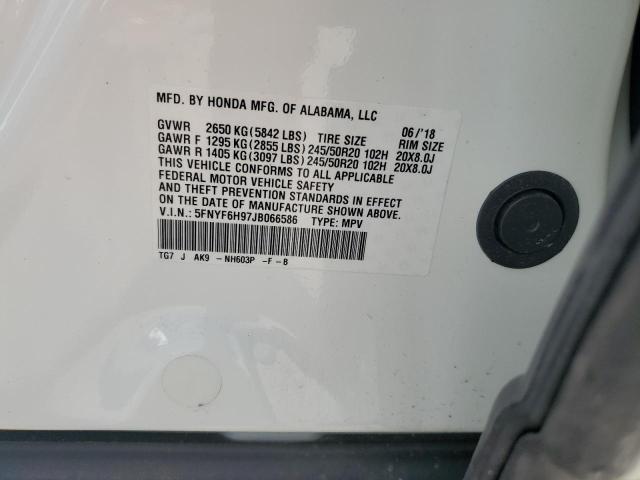 MFD. BY HONDA MFG. OF ALABAMA, LLC
GVWR 2650 KG (5842 LBS) TIRE SIZE 06/'18 RIM SIZE
GAWR F 1295 KG (2855 LBS) 245/50R20 102H 20X8.0J
GAWR R 1405 KG (3097 LBS) 245/50R20 102H 20X8.0J
THIS VEHICLE CONFORMS TO ALL APPLICABLE
FEDERAL MOTOR VEHICLE SAFETY
AND THEFT PREVENTION STANDARDS IN EFFECT
ON THE DATE OF MANUFACTURE SHOWN ABOVE.
V.I.N.: 5FNYF6H97JB066586 TYPE: MPV
TG7 J AK9 -NH603P -F-8